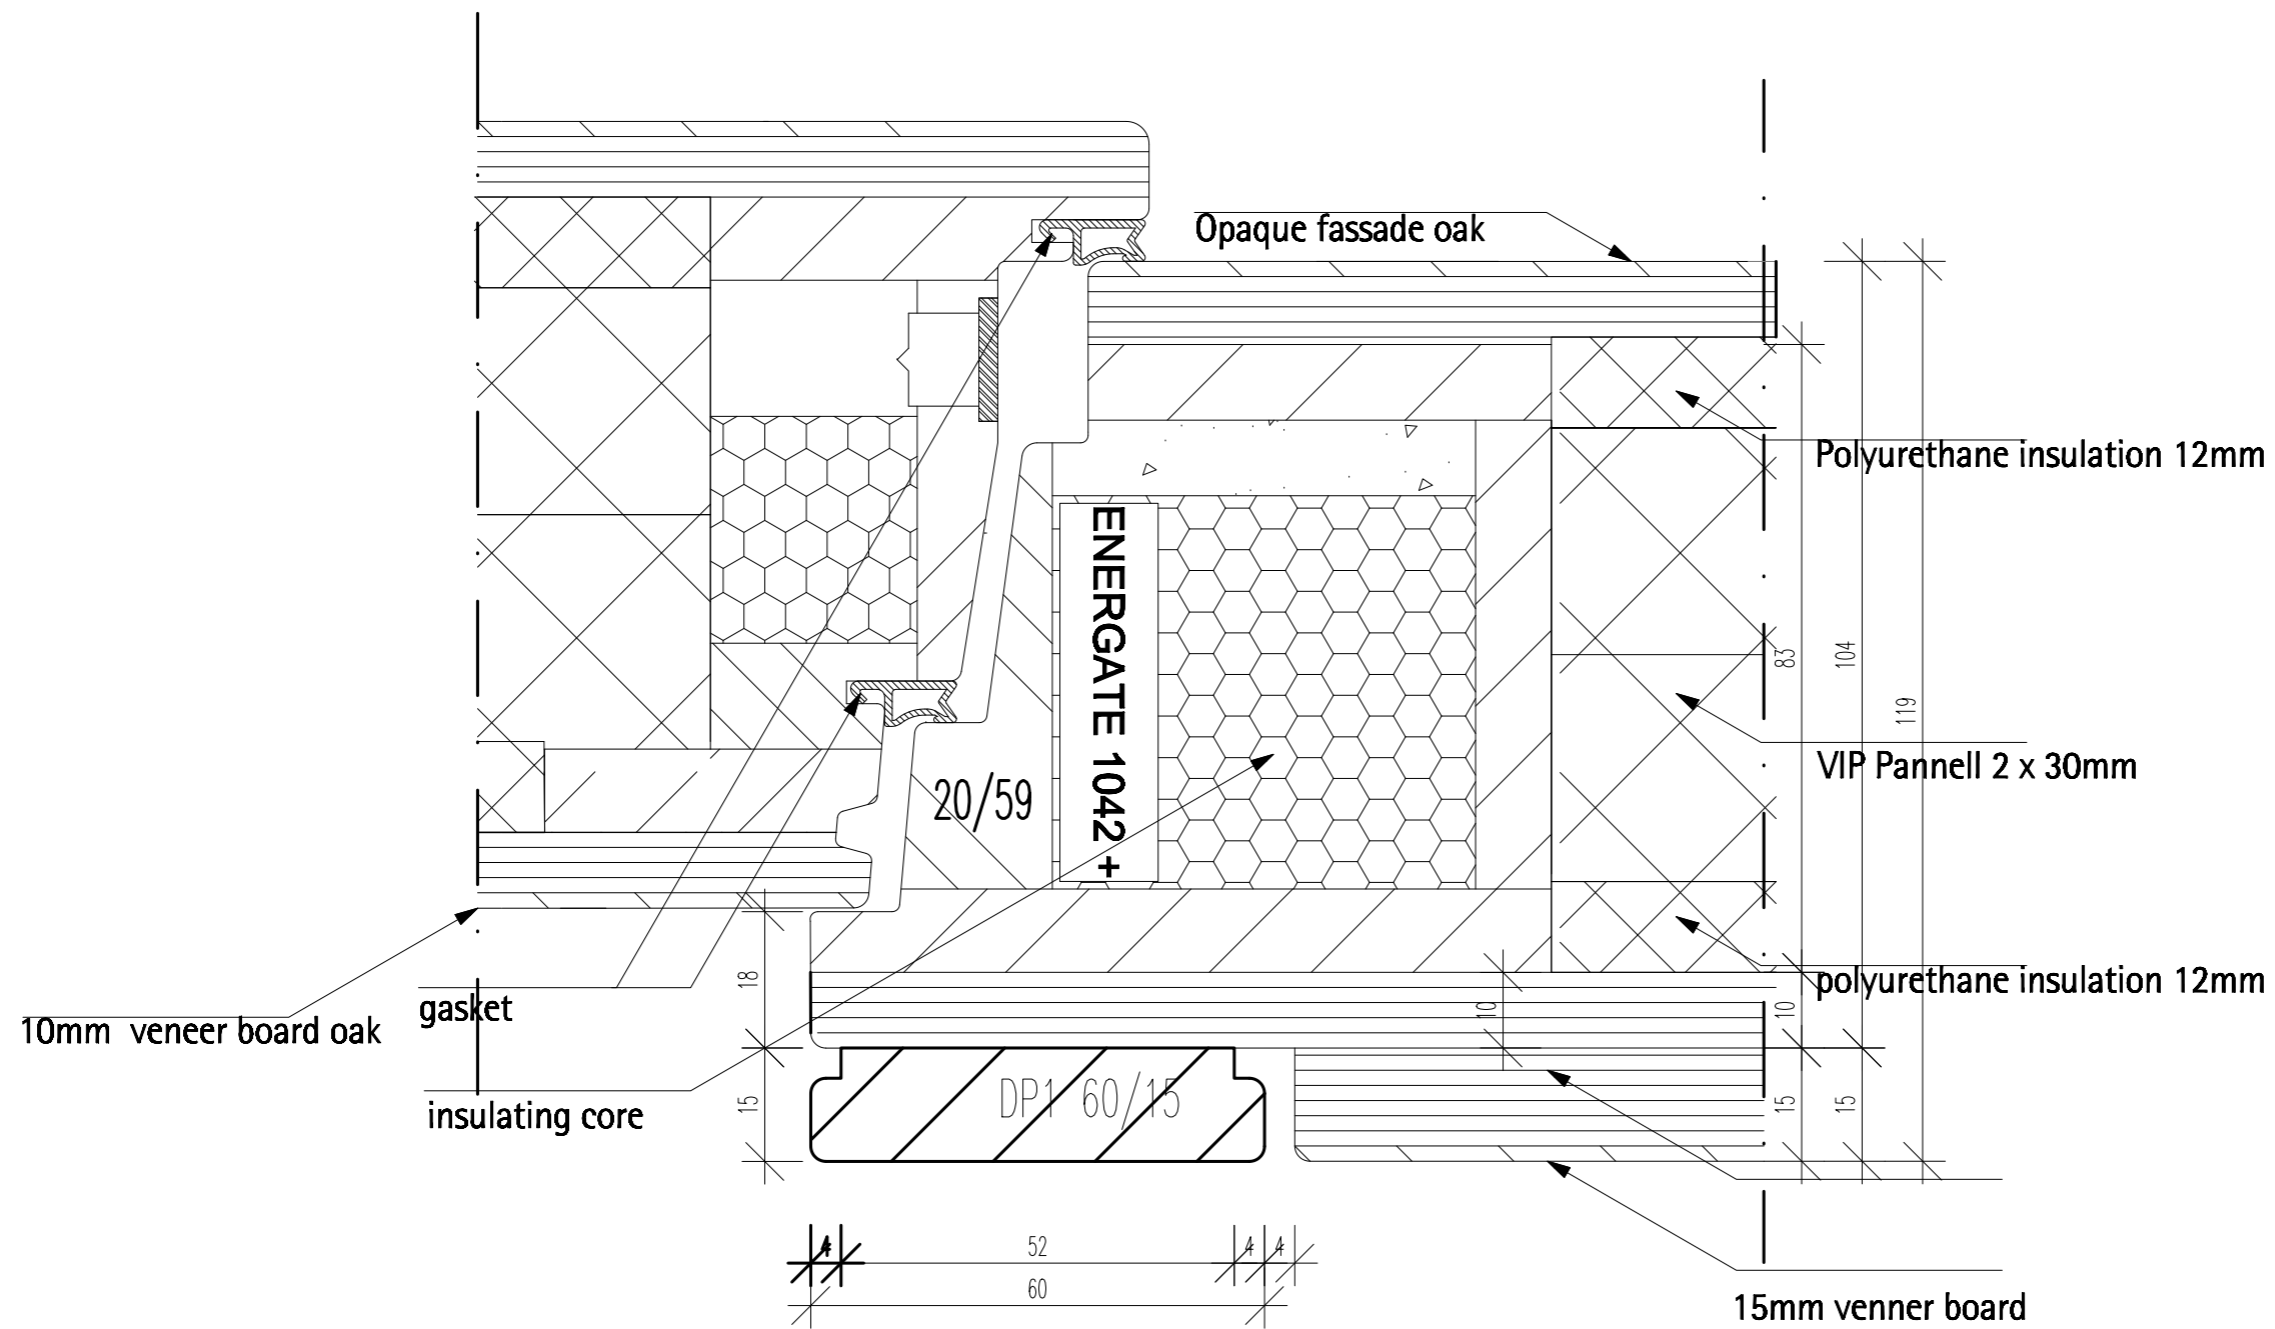 Opaque fassade oak
Polyurethane insulation 12mm
ENERGATE 1042 +
83
104
119
VIP Pannell 2 x 30mm
20/59
polyurethane insulation 12mm
18
10
10
gasket
10mm veneer board oak
insulating core
DP1 60/15
15
15
15
4
52
4
4
60
15mm venner board